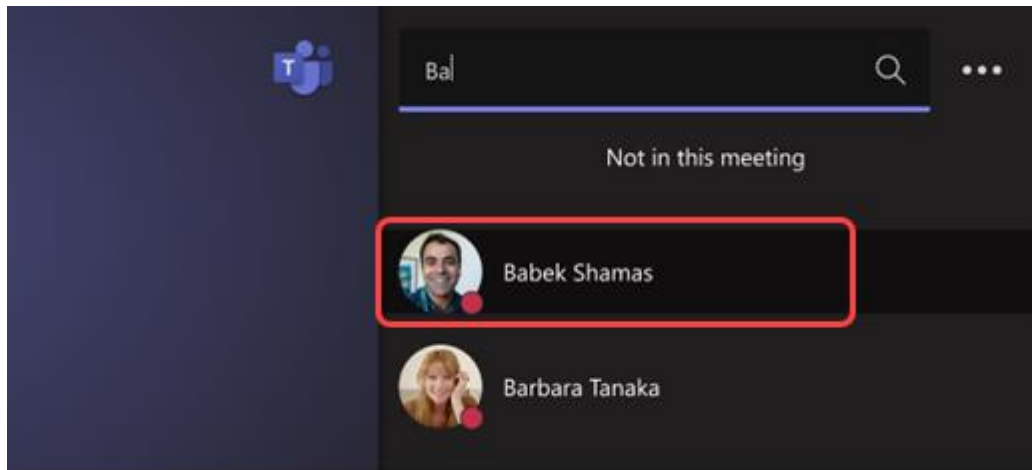 T
Ba
Not in this meeting
Babek Shamas
Barbara Tanaka